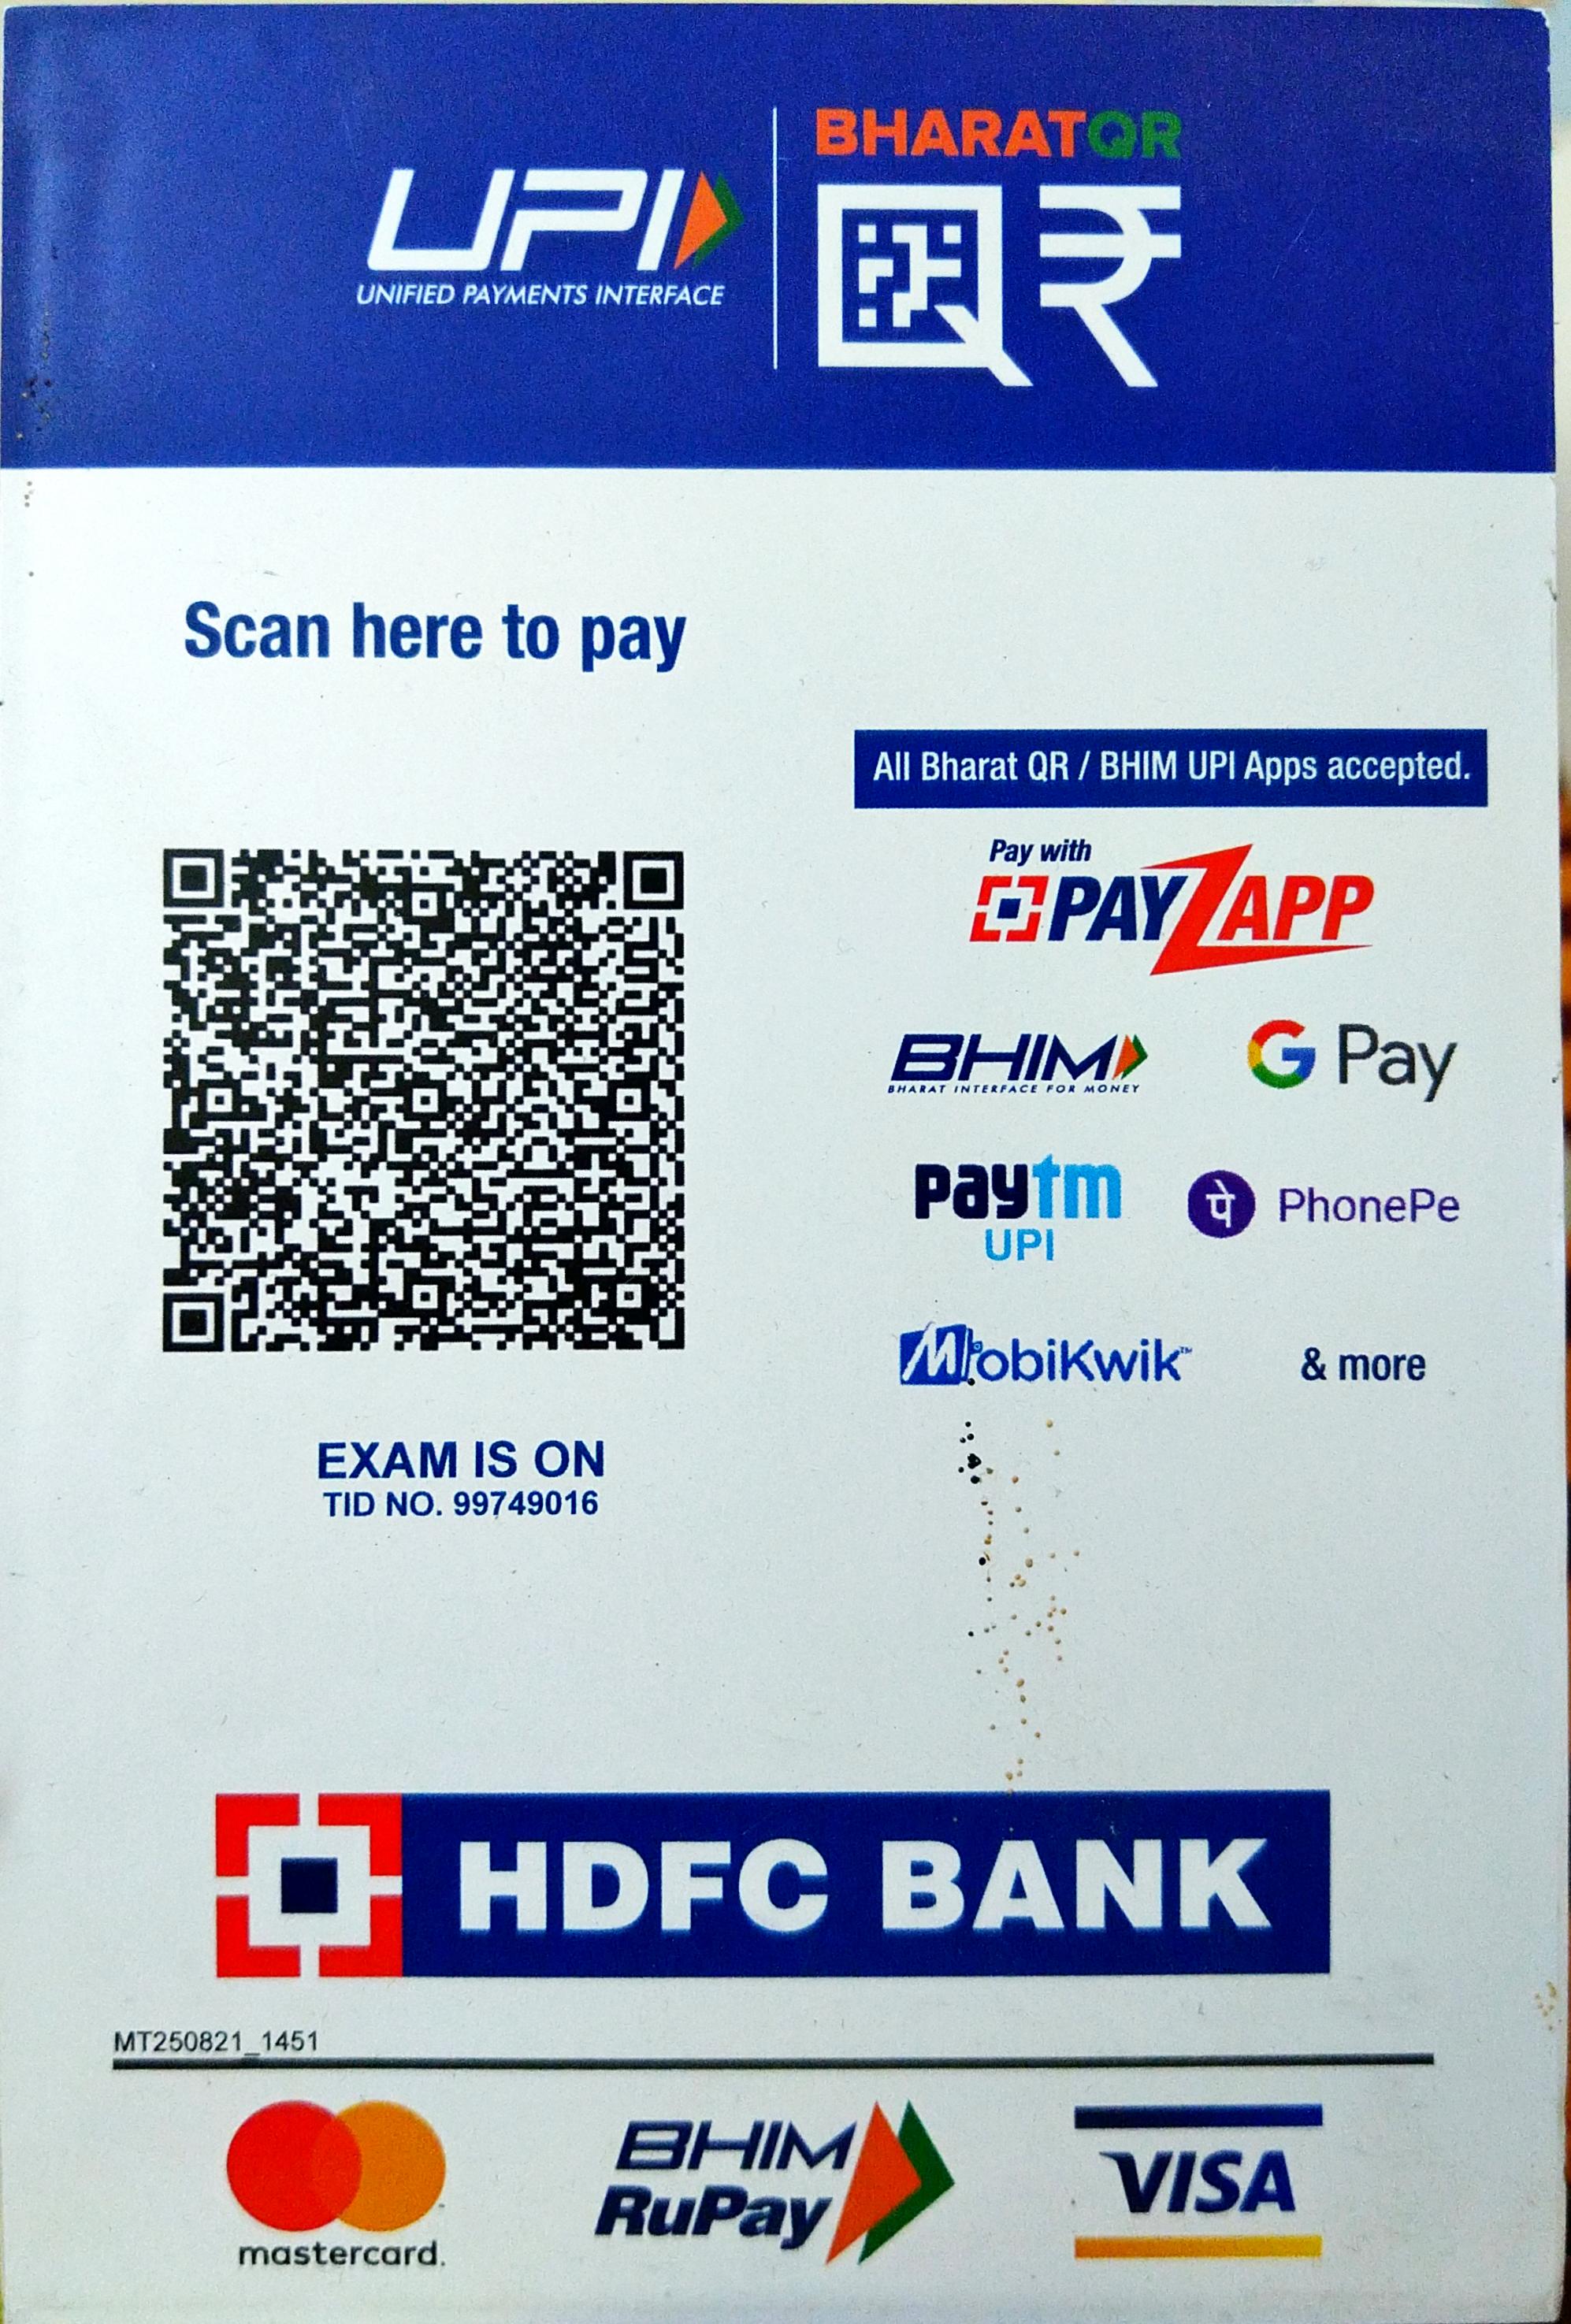 BHARATQR
UPI
UNIFIED PAYMENTS INTERFACE
Q₹
Scan here to pay
All Bharat QR / BHIM UPI Apps accepted.
Pay with
PAYZAPP
BHIM
BHARAT INTERFACE FOR MONEY
G Pay
paytm
UPI
पे PhonePe
MobiKwik™
& more
EXAM IS ON
TID NO. 99749016
HDFC BANK
MT250821_1451
mastercard.
BHIM
RuPay
VISA